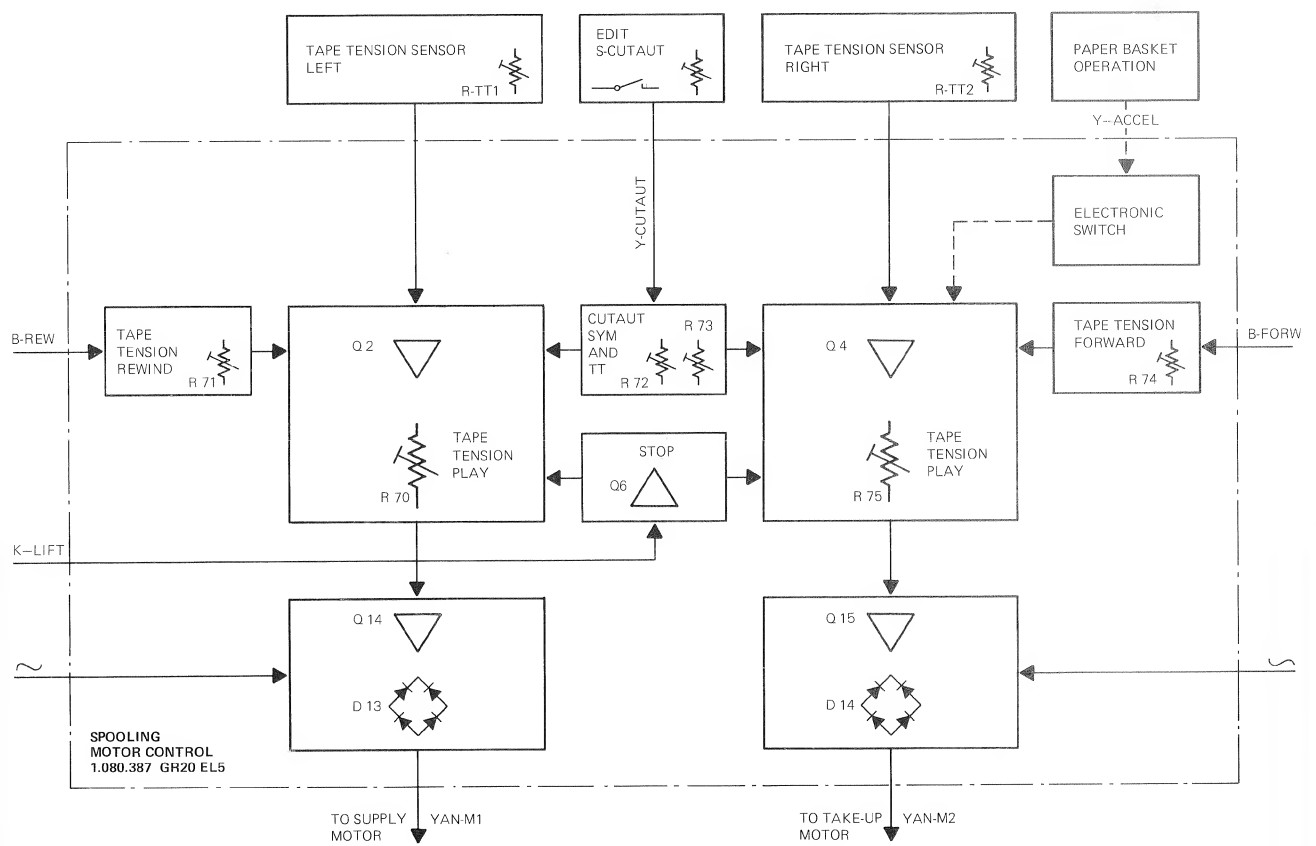 TAPE TENSION SENSOR
LEFT
R-TT1
EDIT
S-CUTAUT
TAPE TENSION SENSOR
RIGHT
R-TT2
PAPER BASKET
OPERATION
Y-ACCEL
Y-CUTAUT
ELECTRONIC
SWITCH
B-REW
TAPE
TENSION
REWIND
R 71
Q 2
TAPE
TENSION
PLAY
R 70
CUTAUT
SYM
AND
TT
R 73
R 72
STOP
Q6
Q 4
TAPE
TENSION
PLAY
R 75
TAPE TENSION
FORWARD
R 74
B-FORW
K-LIFT
~
Q 14
D 13
Q 15
D 14
~
SPOOLING
MOTOR CONTROL
1.080.387 GR20 EL5
TO SUPPLY
MOTOR
YAN-M1
TO TAKE-UP
MOTOR
YAN-M2